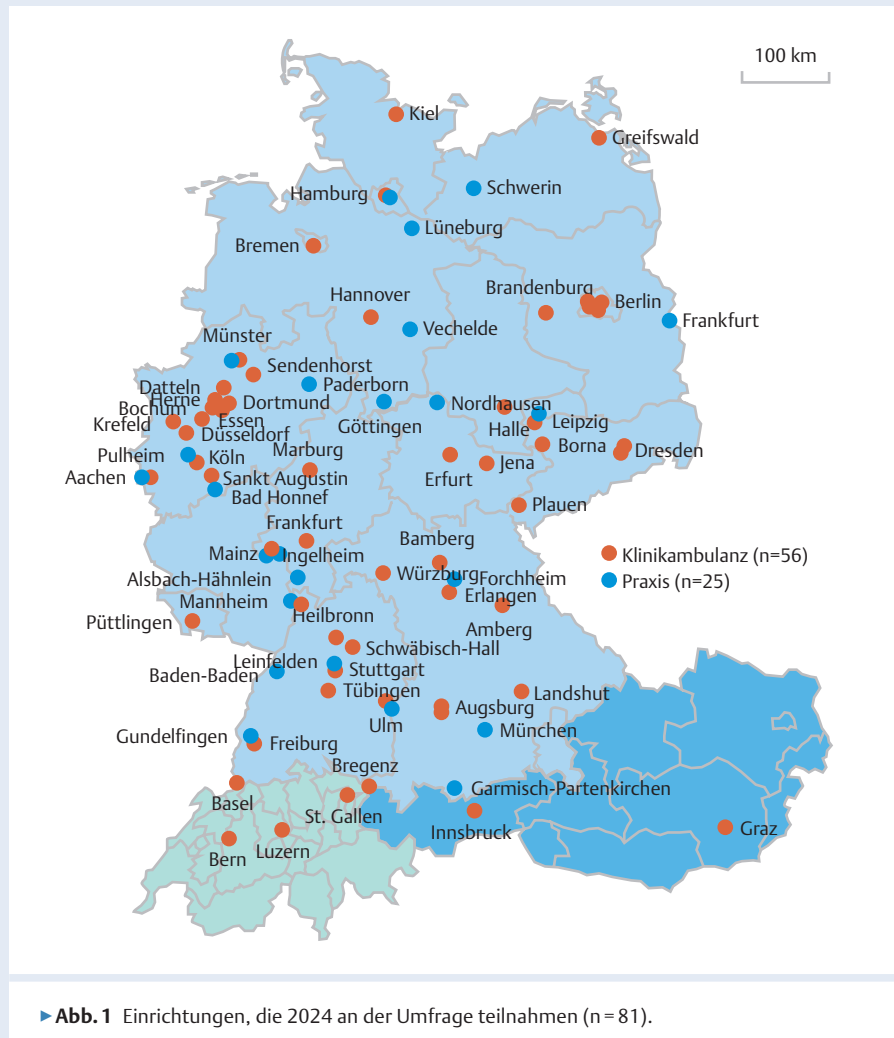 100 km
Kiel
Greifswald
Schwerin
Hamburg
Lüneburg
Bremen
Brandenburg
Berlin
Hannover
Frankfurt
Vechelde
Münster
Sendenhorst
Paderborn
Datteln
Herne
Dortmund
Nordhausen
Bochum
Essen
Göttingen
Halle
Leipzig
Krefeld
Düsseldorf
Borna
Dresden
Marburg
Pulheim
Köln
Jena
Aachen
Sankt Augustin
Erfurt
Bad Honnef
Plauen
Frankfurt
Bamberg
Mainz
Ingelheim
Klinikambulanz (n=56)
Alsbach-Hähnlein
Würzburg
Forchheim
Praxis (n=25)
Mannheim
Erlangen
Heilbronn
Püttlingen
Amberg
Schwäbisch-Hall
Leinfelden
Baden-Baden
Stuttgart
Tübingen
Landshut
Augsburg
Ulm
München
Gundelfingen
Freiburg
Bregenz
Garmisch-Partenkirchen
Basel
St. Gallen
Innsbruck
Graz
Luzern
Bern
►Abb. 1 Einrichtungen, die 2024 an der Umfrage teilnahmen (n = 81).